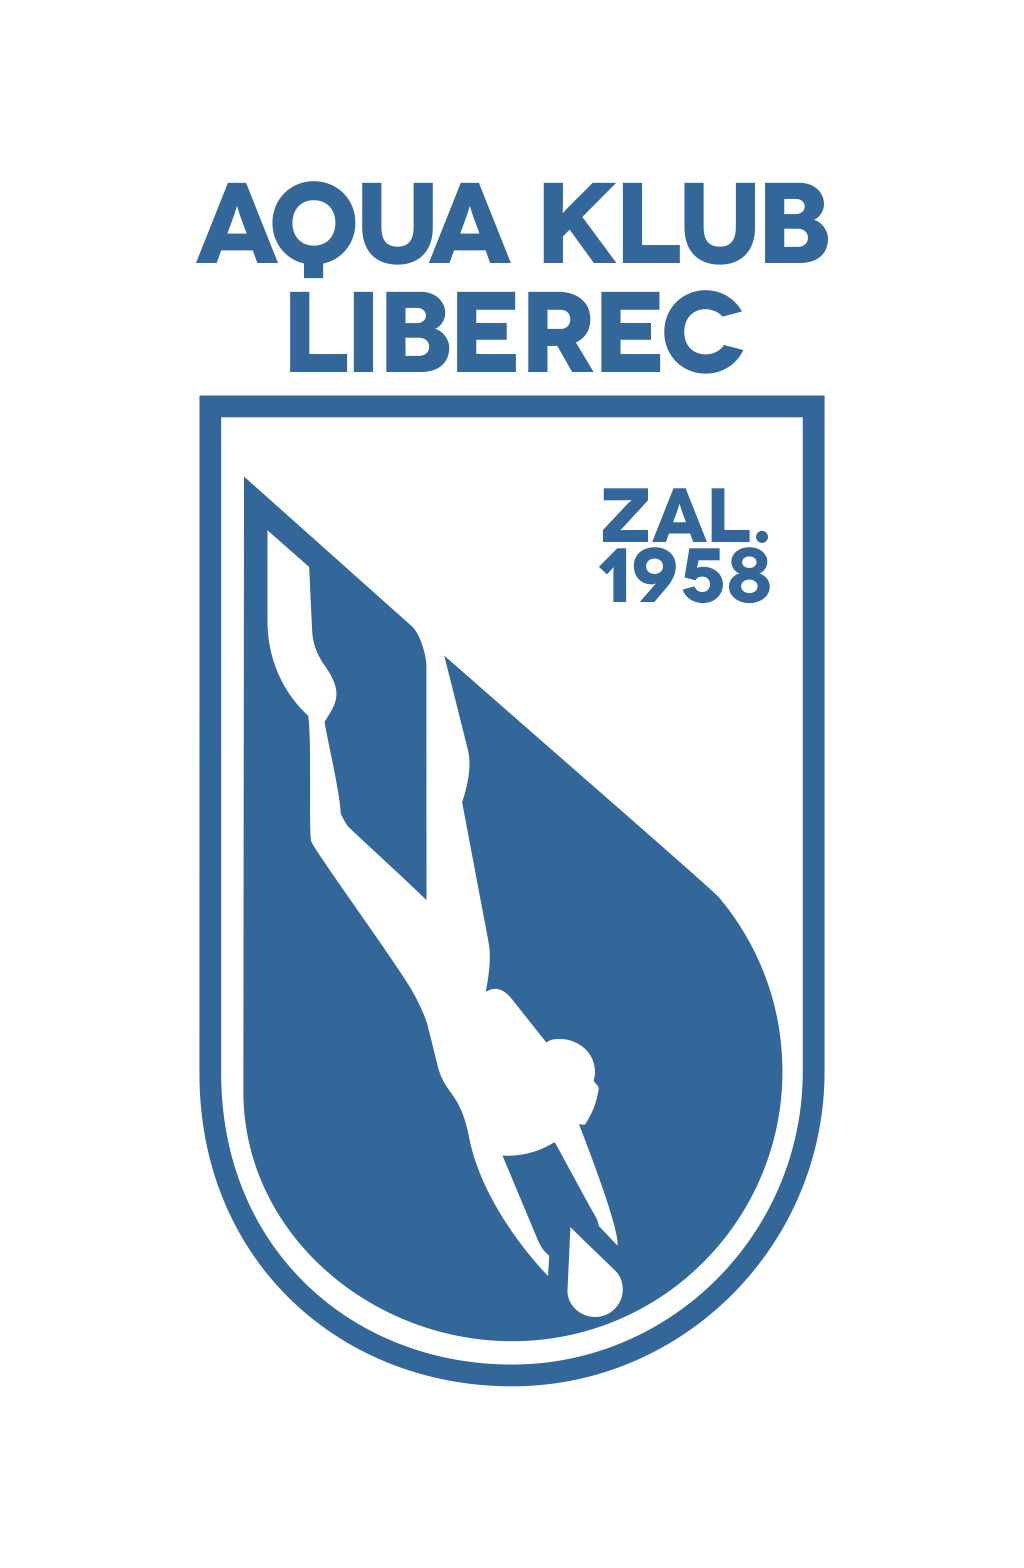 AQUA KLUB
LIBEREC
ZAL.
1958